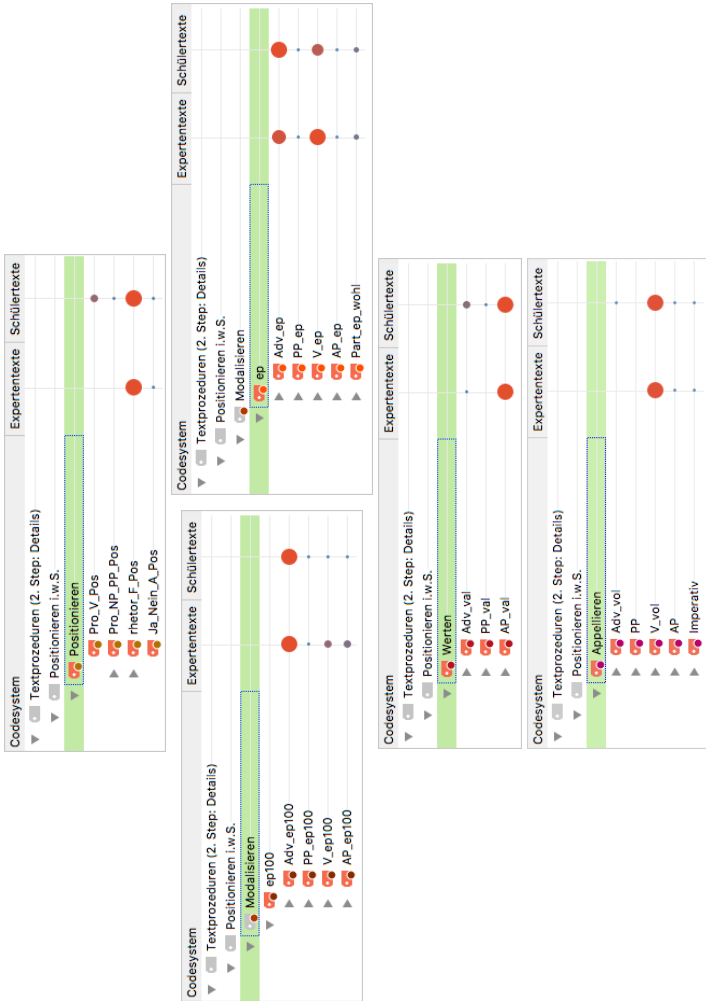 Codesystem Expertentexte Schülertexte
Textprozeduren (2. Step: Details)
Positionieren i.w.S.
Positionieren
Pro_V_Pos
Pro_NP_PP_Pos
rhetor_F_Pos
Ja_Nein_A_Pos
Codesystem Expertentexte Schülertexte
Textprozeduren (2. Step: Details)
Positionieren i.w.S.
Modalisieren
ep100
Adv_ep100
PP_ep100
V_ep100
AP_ep100
Codesystem Expertentexte Schülertexte
Textprozeduren (2. Step: Details)
Positionieren i.w.S.
Modalisieren
ep
Adv_ep
PP_ep
V_ep
AP_ep
Part_ep_wohl
Codesystem Expertentexte Schülertexte
Textprozeduren (2. Step: Details)
Positionieren i.w.S.
Werten
Adv_val
PP_val
AP_val
Codesystem Expertentexte Schülertexte
Textprozeduren (2. Step: Details)
Positionieren i.w.S.
Appellieren
Adv_vol
PP
V_vol
AP
Imperativ